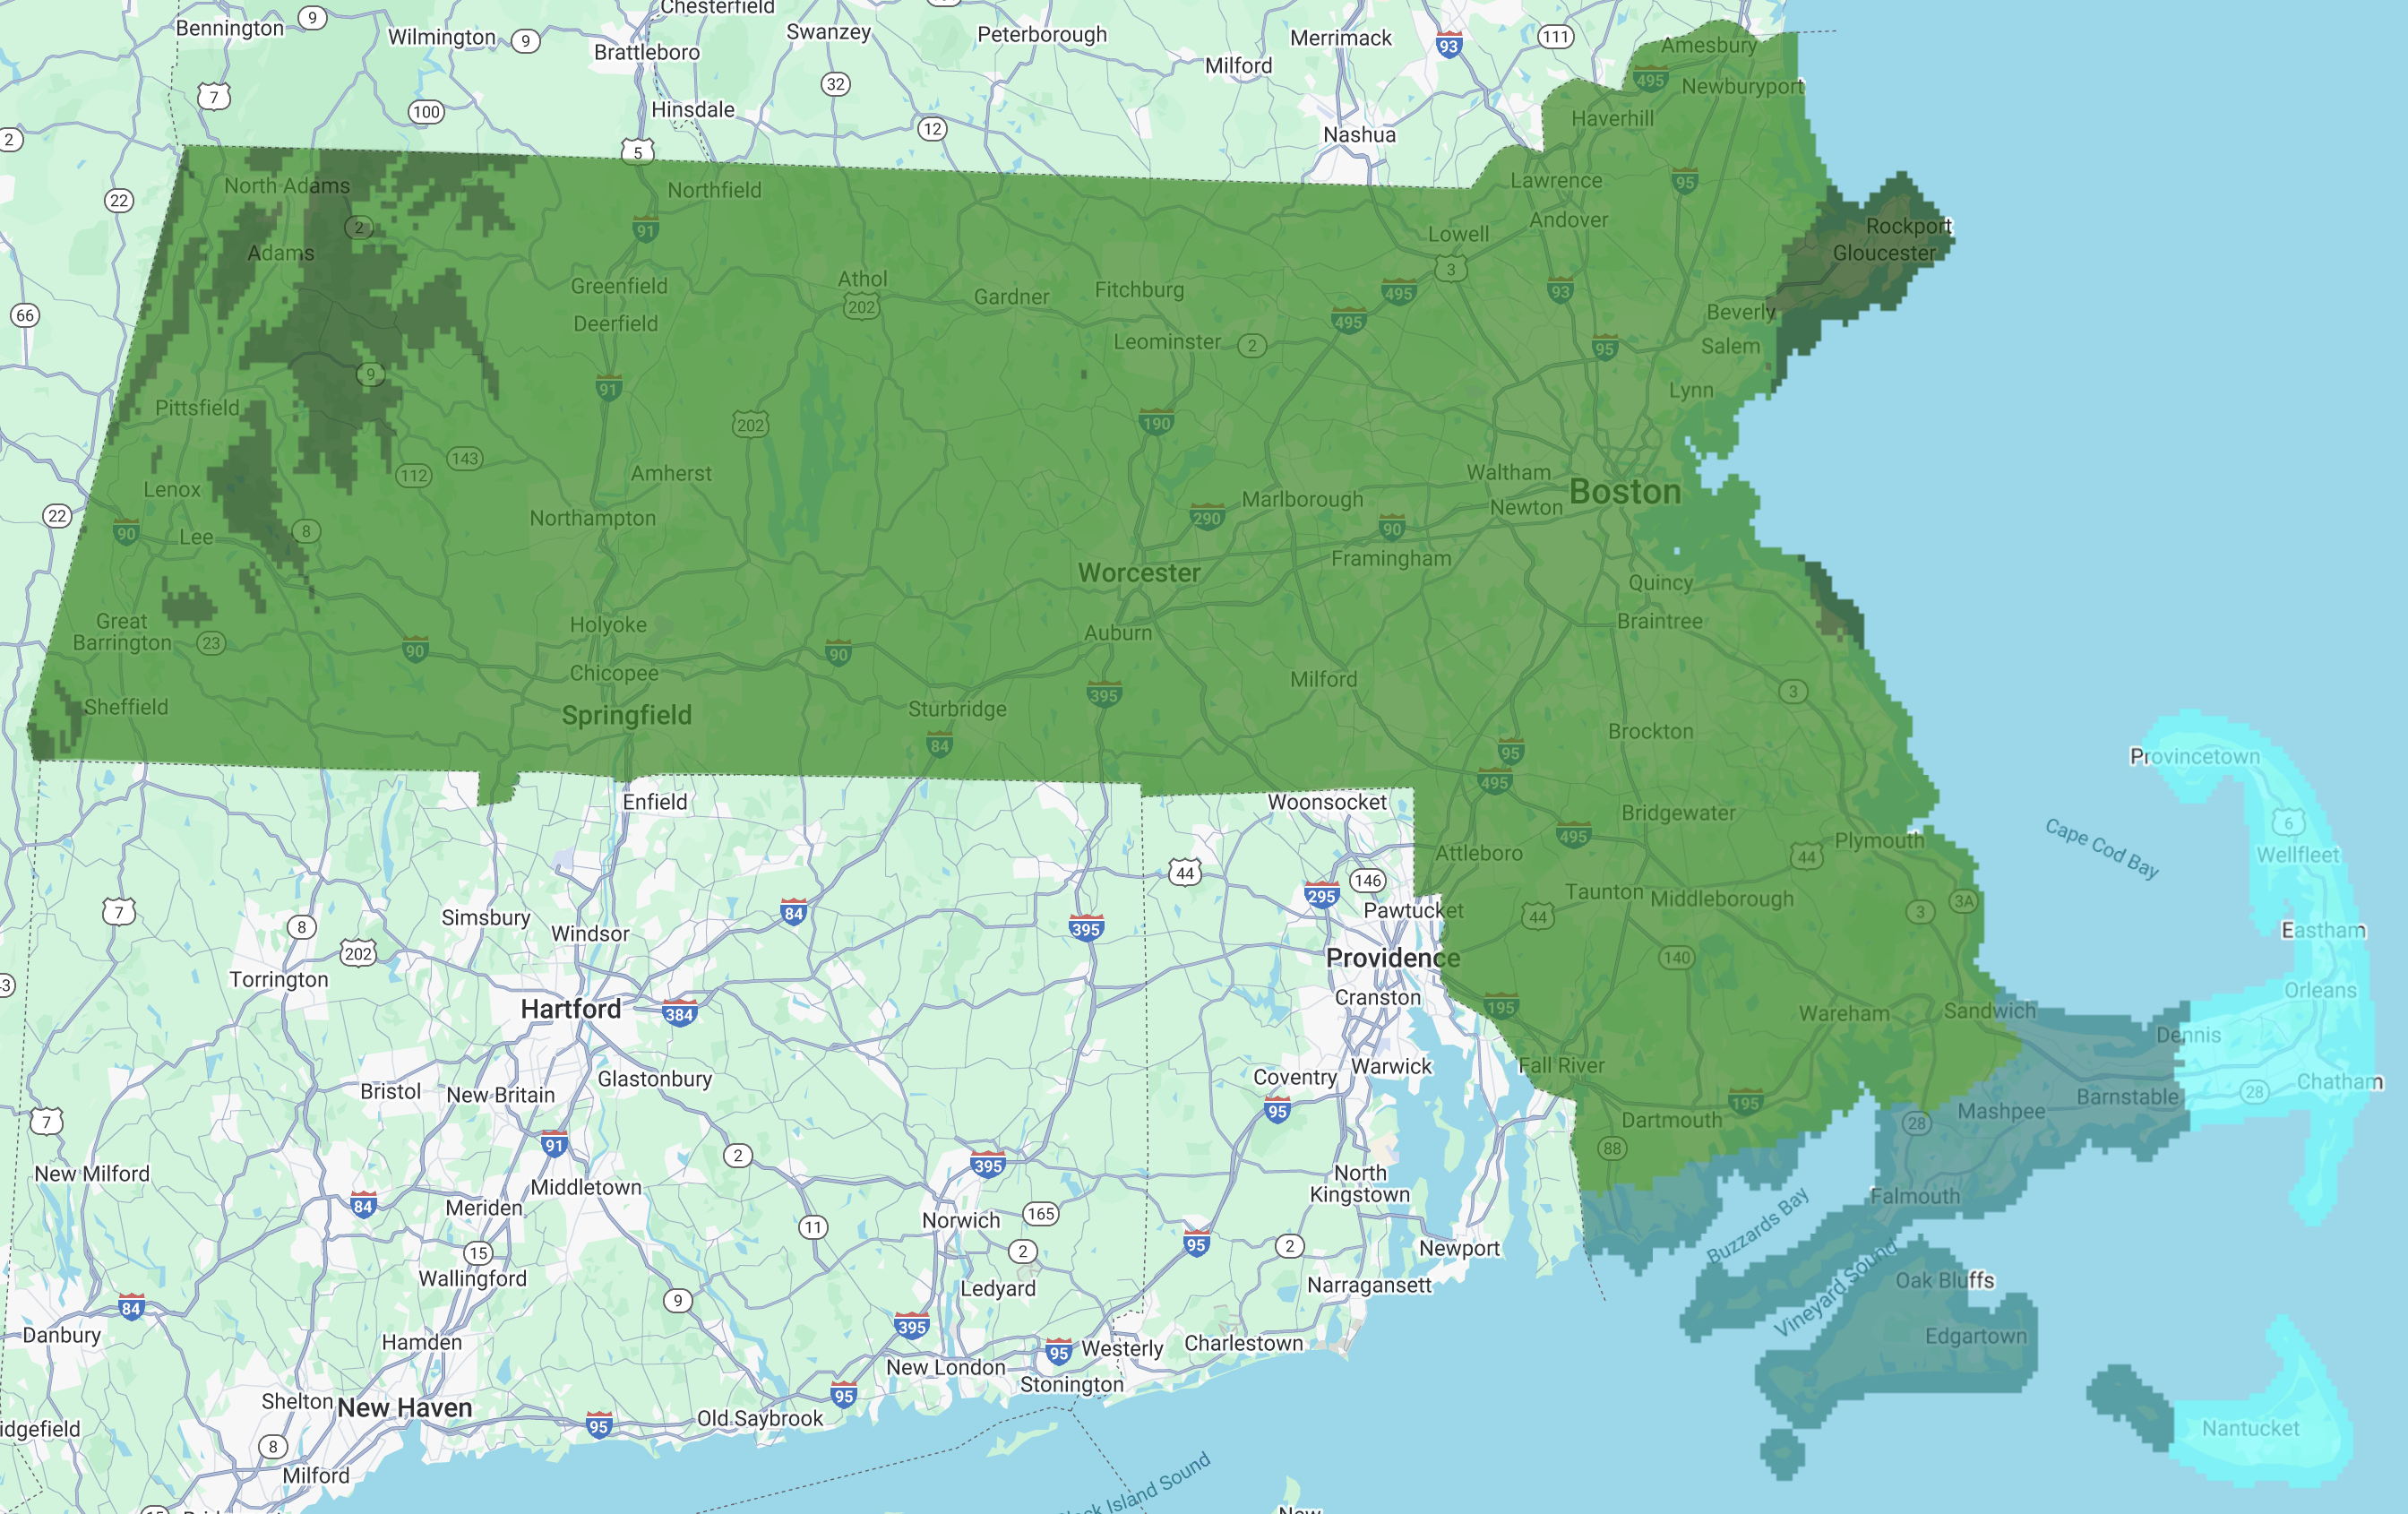 Chesterfield
Bennington
9
Wilmington
9
Brattleboro
Swanzey
Peterborough
Merrimack
93
111
Amesbury
Milford
495
Newburyport
7
32
100
Hinsdale
Haverhill
2
12
Nashua
5
North Adams
Northfield
Lawrence
95
22
2
91
Andover
Rockport
Lowell
Adams
Gloucester
3
Greenfield
Athol
Gardner
Fitchburg
495
93
66
202
Beverly
Deerfield
495
Leominster
2
95
Salem
9
91
Lynn
Pittsfield
202
190
143
112
Amherst
Waltham
Lenox
Boston
Marlborough
Newton
22
Northampton
290
90
90
8
Lee
Framingham
Worcester
Quincy
Great
Barrington
Holyoke
Auburn
Braintree
23
90
90
Chicopee
Milford
395
3
Sheffield
Springfield
Sturbridge
84
Brockton
95
Provincetown
495
Enfield
Woonsocket
Bridgewater
6
Cape Cod Bay
Attleboro
495
44
Plymouth
Wellfleet
44
146
295
Taunton
Middleborough
3A
7
Simsbury
84
Pawtucket
44
3
8
395
Windsor
Eastham
202
Providence
140
Torrington
Orleans
Cranston
195
Hartford
384
Wareham
Sandwich
Dennis
Fall River
Warwick
Coventry
Glastonbury
Bristol
New Britain
Chatham
28
Barnstable
195
Mashpee
95
Dartmouth
28
7
91
88
2
395
New Milford
North
Kingstown
Middletown
Falmouth
84
Meriden
165
Norwich
11
Buzzards Bay
95
2
Newport
15
2
Vineyard Sound
Wallingford
Oak Bluffs
Ledyard
Narragansett
9
84
395
Danbury
Hamden
Edgartown
Westerly
Charlestown
95
New London
Stonington
95
Shelton
New Haven
Old Saybrook
95
Nantucket
8
Milford